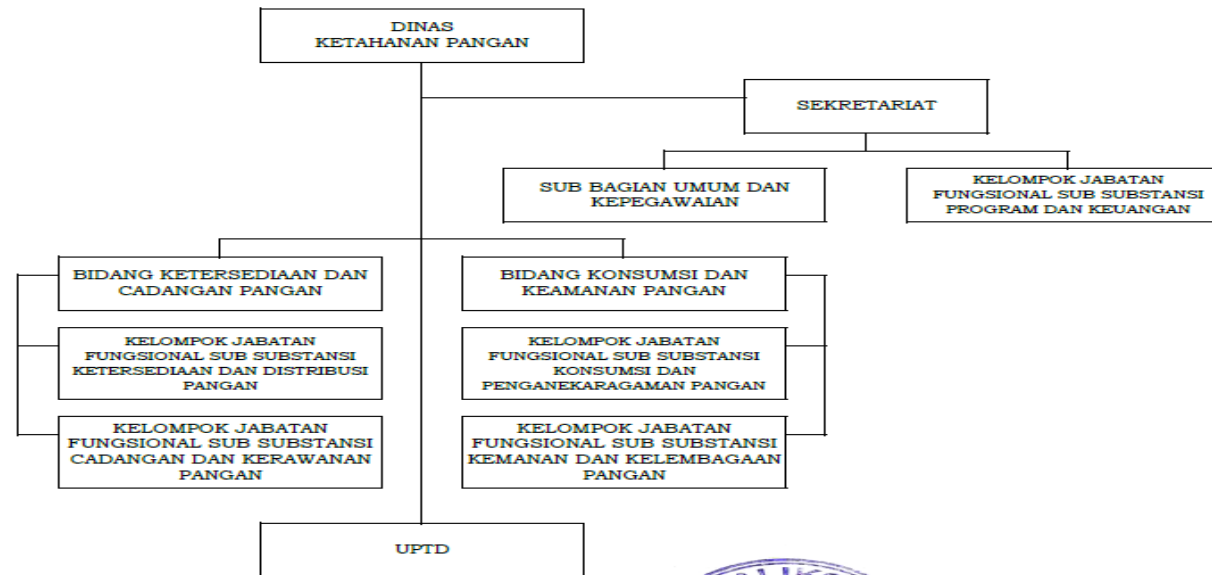 DINAS
KETAHANAN PANGAN
SEKRETARIAT
SUB BAGIAN UMUM DAN
KEPEGAWAIAN
KELOMPOK JABATAN
FUNGSIONAL SUB SUBSTANSI
PROGRAM DAN KEUANGAN
BIDANG KETERSEDIAAN DAN
CADANGAN PANGAN
BIDANG KONSUMSI DAN
KEAMANAN PANGAN
KELOMPOK JABATAN
FUNGSIONAL SUB SUBSTANSI
KETERSEDIAAN DAN DISTRIBUSI
PANGAN
KELOMPOK JABATAN
FUNGSIONAL SUB SUBSTANSI
KONSUMSI DAN
PENGANEKARAGAMAN PANGAN
KELOMPOK JABATAN
FUNGSIONAL SUB SUBSTANSI
CADANGAN DAN KERAWANAN
PANGAN
KELOMPOK JABATAN
FUNGSIONAL SUB SUBSTANSI
KEMANAN DAN KELEMBAGAAN
PANGAN
UPTD